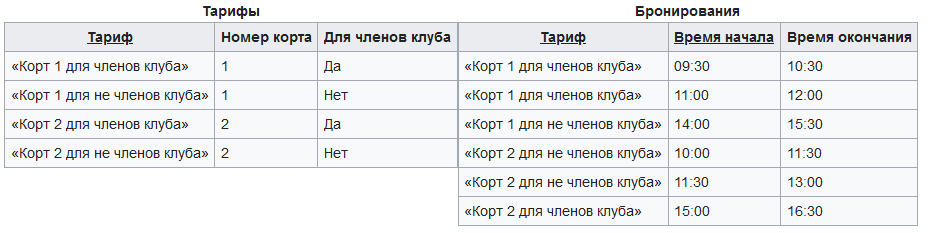 Тарифы
Тариф Номер корта Для членов клуба
«Корт 1 для членов клуба» 1 Да
«Корт 1 для не членов клуба» 1 Нет
«Корт 2 для членов клуба» 2 Да
«Корт 2 для не членов клуба» 2 Нет
Бронирования
Тариф Время начала Время окончания
«Корт 1 для членов клуба» 09:30 10:30
«Корт 1 для членов клуба» 11:00 12:00
«Корт 1 для не членов клуба» 14:00 15:30
«Корт 2 для не членов клуба» 10:00 11:30
«Корт 2 для не членов клуба» 11:30 13:00
«Корт 2 для членов клуба» 15:00 16:30